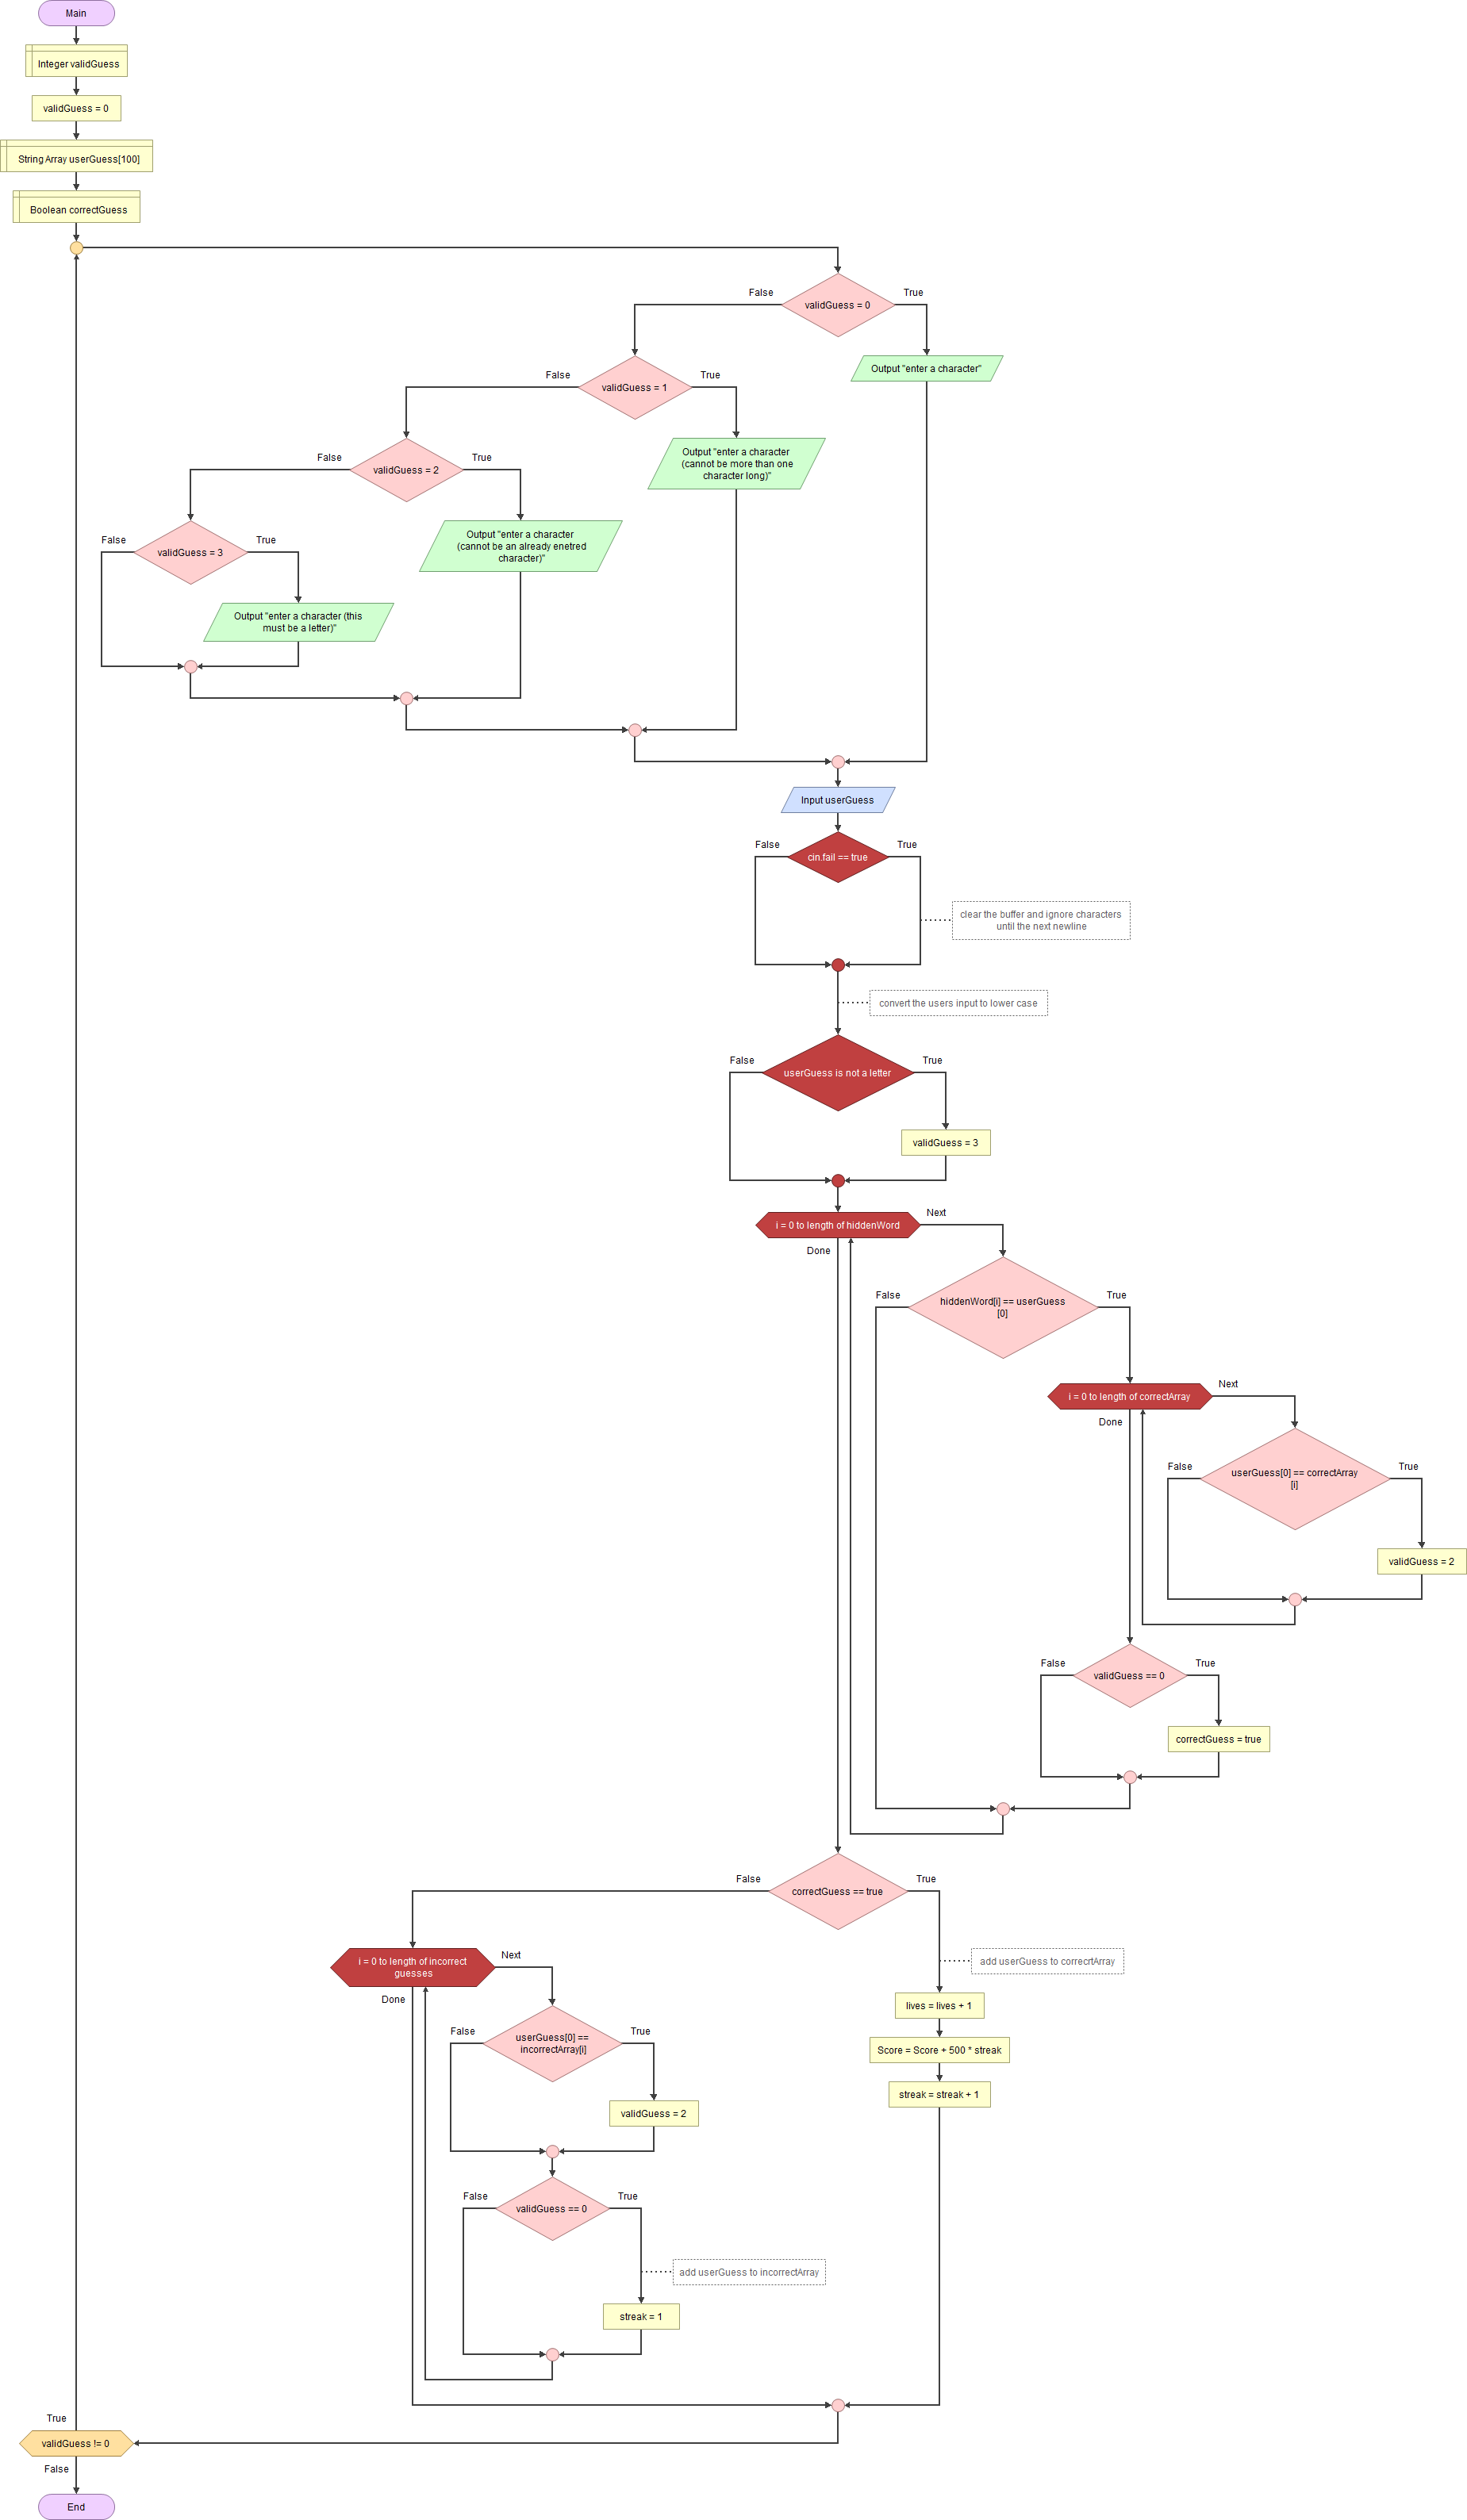 Main
Integer validGuess
validGuess = 0
String Array userGuess[100]
Boolean correctGuess
False
True
validGuess = 0
Output "enter a character"
False
True
validGuess = 1
Output "enter a character
(cannot be more than one
character long)"
False
True
validGuess = 2
Output "enter a character
(cannot be an already enetred
character)"
False
True
validGuess = 3
Output "enter a character (this
must be a letter)"
Input userGuess
False
True
cin.fail == true
clear the buffer and ignore characters
until the next newline
convert the users input to lower case
False
True
userGuess is not a letter
validGuess = 3
i = 0 to length of hiddenWord
Next
Done
False
True
hiddenWord[i] == userGuess
[0]
i = 0 to length of correctArray
Next
Done
False
True
userGuess[0] == correctArray
[i]
validGuess = 2
False
True
validGuess == 0
correctGuess = true
False
True
correctGuess == true
add userGuess to correcrtArray
lives = lives + 1
Score = Score + 500 * streak
streak = streak + 1
i = 0 to length of incorrect
guesses
Next
Done
False
True
userGuess[0] ==
incorrectArray[i]
validGuess = 2
False
True
validGuess == 0
add userGuess to incorrectArray
streak = 1
True
validGuess != 0
False
End